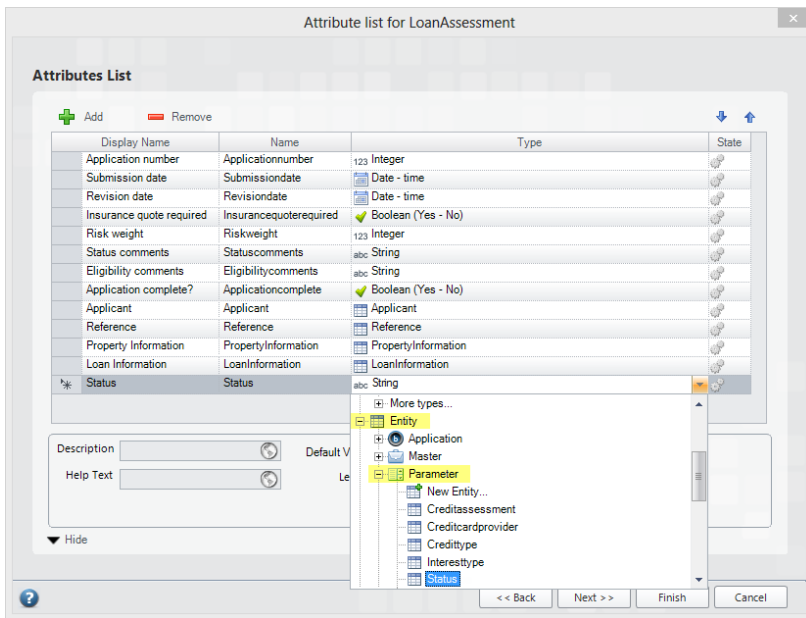 Attribute list for LoanAssessment
Attributes List
Add Remove
Display Name Name Type State
Application number Applicationnumber 123 Integer
Submission date Submissiondate Date - time
Revision date Revisiondate Date - time
Insurance quote required Insurancequoterequired Boolean (Yes - No)
Risk weight Riskweight 123 Integer
Status comments Statuscomments abc String
Eligibility comments Eligibilitycomments abc String
Application complete? Applicationcomplete Boolean (Yes - No)
Applicant Applicant Applicant
Reference Reference Reference
Property Information PropertyInformation PropertyInformation
Loan Information LoanInformation LoanInformation
Status Status abc String
More types...
Entity
Application
Master
Parameter
New Entity...
Creditassessment
Creditcardprovider
Credittype
Interesttype
Status
Description Default V
Help Text Le
Hide
? << Back Next >> Finish Cancel